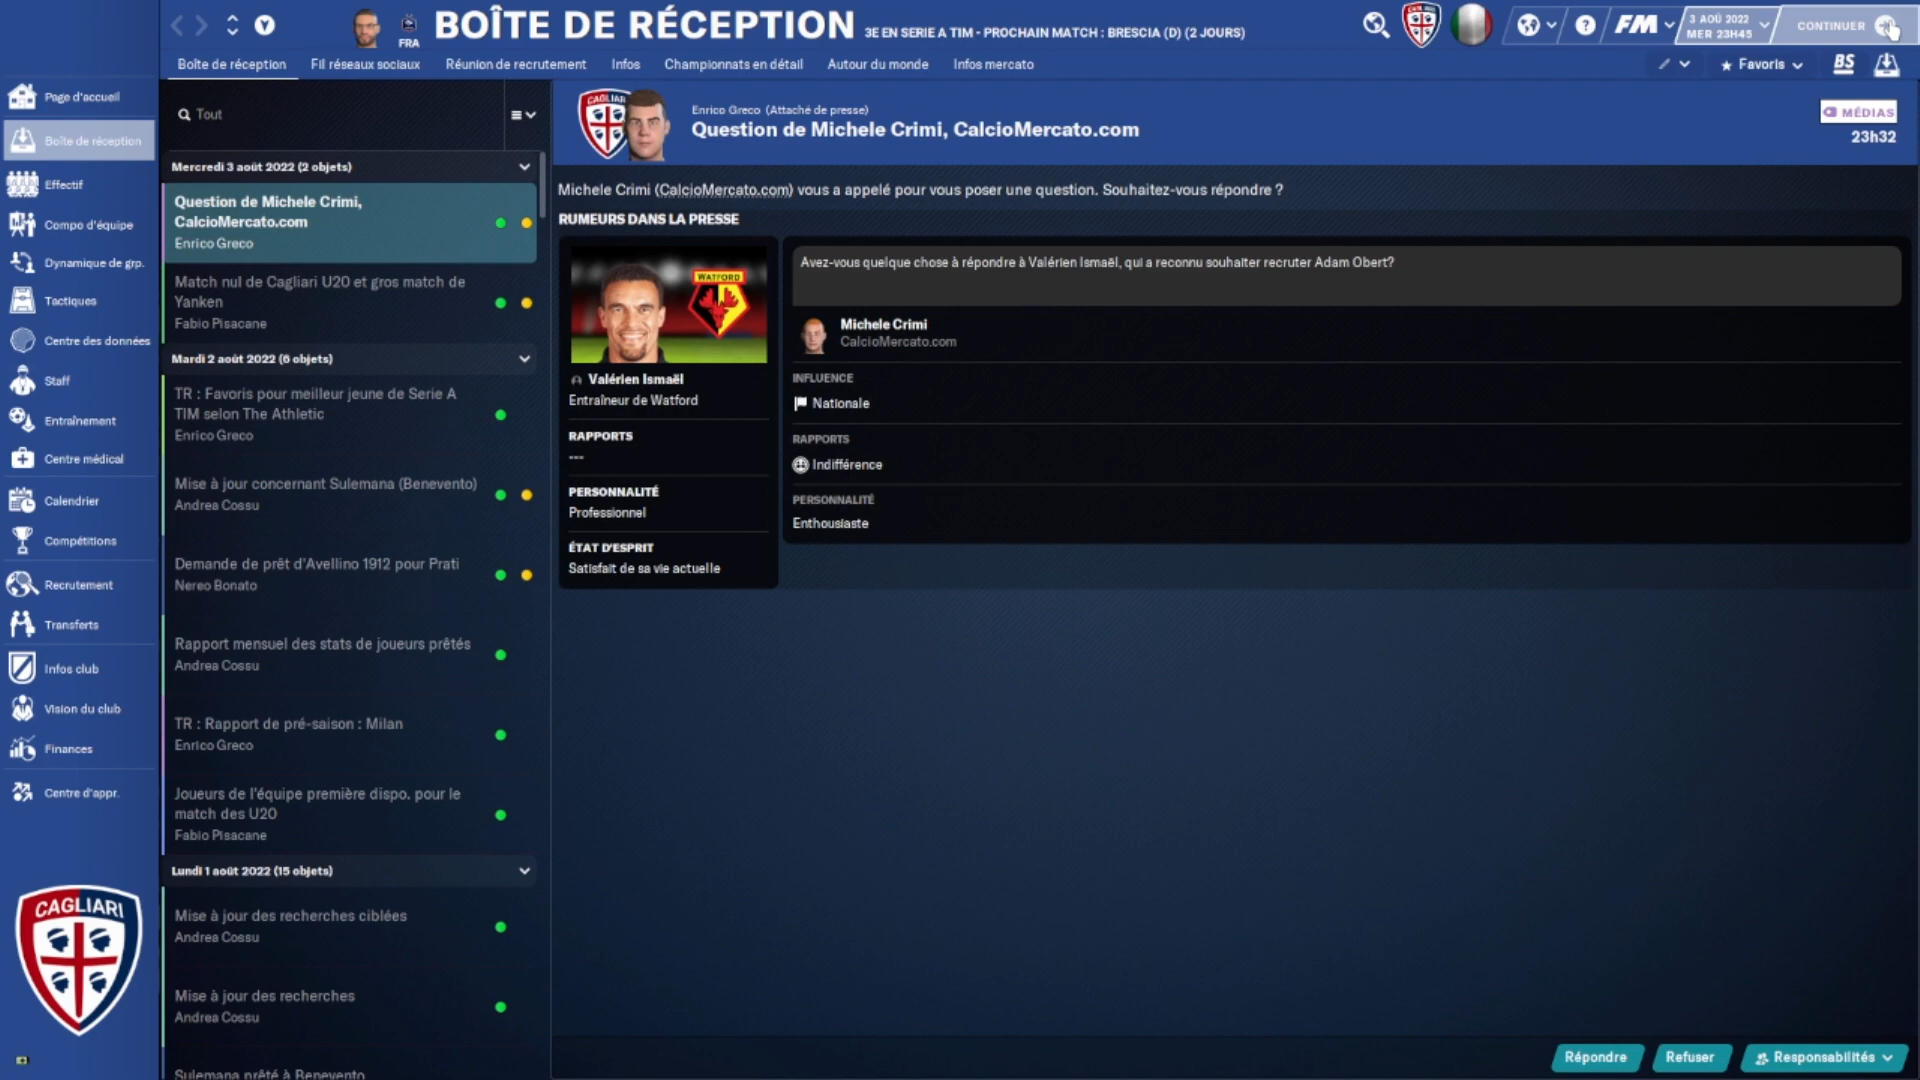 BOÎTE DE RÉCEPTION
3E EN SERIE A TIM - PROCHAIN MATCH : BRESCIA (D) (2 JOURS)
FRA
FM
3 AOÛ 2022
MER 23H45
CONTINUER
Boîte de réception
Fil réseaux sociaux
Réunion de recrutement
Infos
Championnats en détail
Autour du monde
Infos mercato
Favoris
BS
Page d'accueil
Boîte de réception
Effectif
Compo d'équipe
Dynamique de grp.
Tactiques
Centre des données
Staff
Entraînement
Centre médical
Calendrier
Compétitions
Recrutement
Transferts
Infos club
Vision du club
Finances
Centre d'appr.
CAGLIARI
Tout
Mercredi 3 août 2022 (2 objets)
Question de Michele Crimi,
CalcioMercato.com
Enrico Greco
Match nul de Cagliari U20 et gros match de
Yanken
Fabio Pisacane
Mardi 2 août 2022 (6 objets)
TR : Favoris pour meilleur jeune de Serie A
TIM selon The Athletic
Enrico Greco
Mise à jour concernant Sulemana (Benevento)
Andrea Cossu
Demande de prêt d'Avellino 1912 pour Prati
Nereo Bonato
Rapport mensuel des stats de joueurs prêtés
Andrea Cossu
TR : Rapport de pré-saison : Milan
Enrico Greco
Joueurs de l'équipe première dispo. pour le
match des U20
Fabio Pisacane
Lundi 1 août 2022 (15 objets)
Mise à jour des recherches ciblées
Andrea Cossu
Mise à jour des recherches
Andrea Cossu
Sulemana prêté à Benevento
CAGLIARI
Enrico Greco (Attaché de presse)
Question de Michele Crimi, CalcioMercato.com
MÉDIAS
23h32
Michele Crimi (CalcioMercato.com) vous a appelé pour vous poser une question. Souhaitez-vous répondre ?
RUMEURS DANS LA PRESSE
WATFORD
Valérien Ismaël
Entraîneur de Watford
RAPPORTS
---
PERSONNALITÉ
Professionnel
ÉTAT D'ESPRIT
Satisfait de sa vie actuelle
Avez-vous quelque chose à répondre à Valérien Ismaël, qui a reconnu souhaiter recruter Adam Obert?
Michele Crimi
CalcioMercato.com
INFLUENCE
Nationale
RAPPORTS
Indifférence
PERSONNALITÉ
Enthousiaste
Répondre
Refuser
Responsabilités